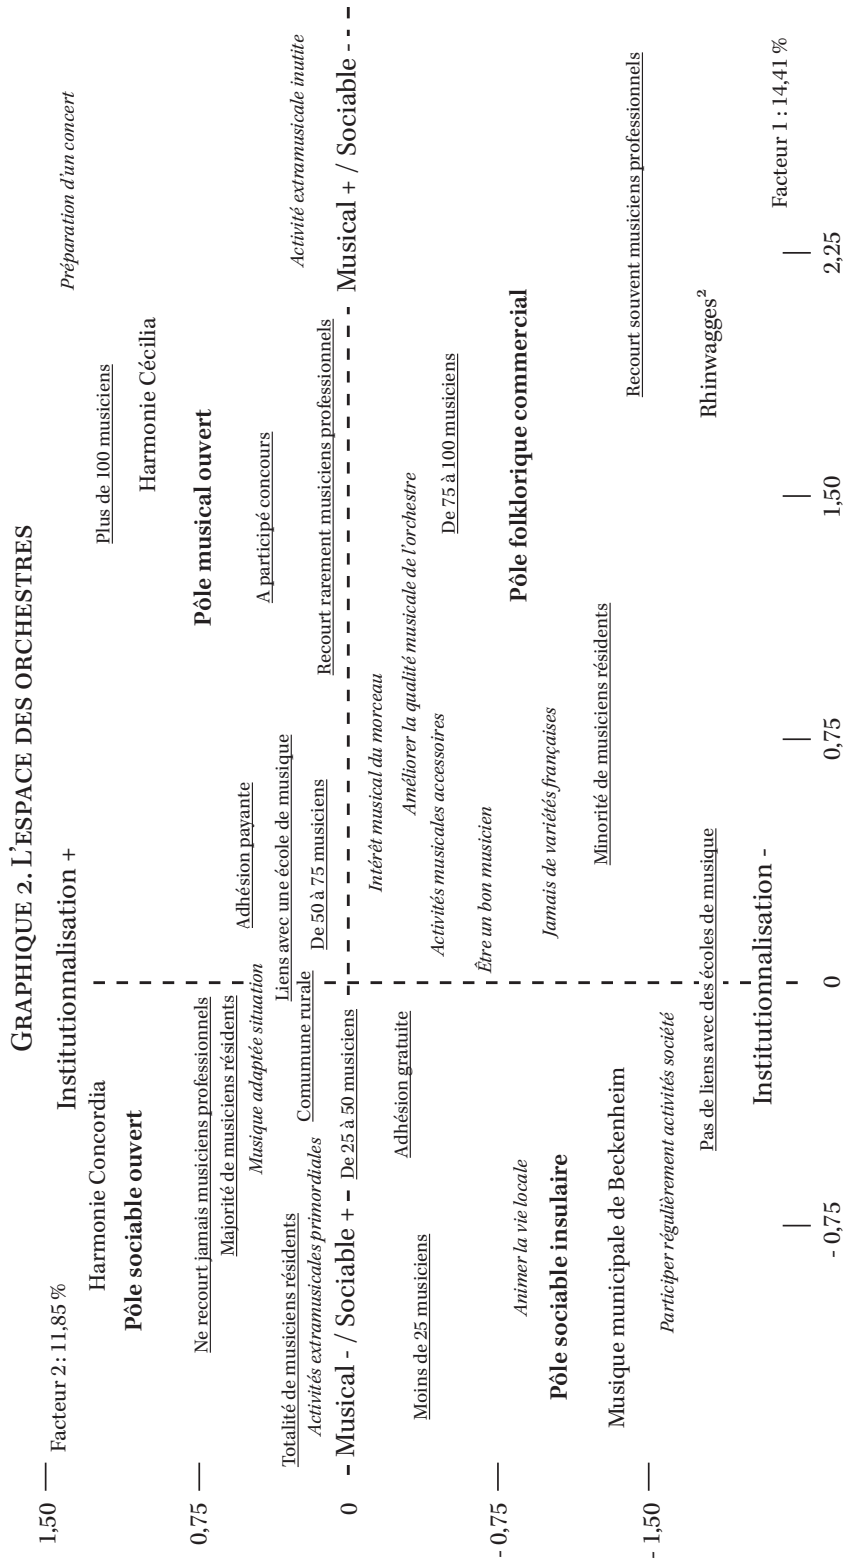 GRAPHIQUE 2. L'ESPACE DES ORCHESTRES
1,50
Facteur 2 : 11,85 %
Institutionnalisation +
Préparation d'un concert
Harmonie Concordia
Plus de 100 musiciens
Pôle sociable ouvert
Harmonie Cécilia
0,75
Ne recourt jamais musiciens professionnels
Pôle musical ouvert
Majorité de musiciens résidents
Adhésion payante
Musique adaptée situation
A participé concours
Liens avec une école de musique
Totalité de musiciens résidents
Activité extramusicale inutite
Comumune rurale
Activités extramusicales primordiales
De 50 à 75 musiciens
Recourt rarement musiciens professionnels
0
- Musical - / Sociable + -
De 25 à 50 musiciens
Musical + / Sociable - -
Intérêt musical du morceau
Adhésion gratuite
Améliorer la qualité musicale de l'orchestre
Moins de 25 musiciens
Activités musicales accessoires
De 75 à 100 musiciens
- 0,75
Être un bon musicien
Animer la vie locale
Pôle folklorique commercial
Pôle sociable insulaire
Jamais de variétés françaises
Minorité de musiciens résidents
Musique municipale de Beckenheim
Recourt souvent musiciens professionnels
- 1,50
Participer régulièrement activités société
Pas de liens avec des écoles de musique
Rhinwagges²
Institutionnalisation -
Facteur 1 : 14,41 %
- 0,75
0
0,75
1,50
2,25